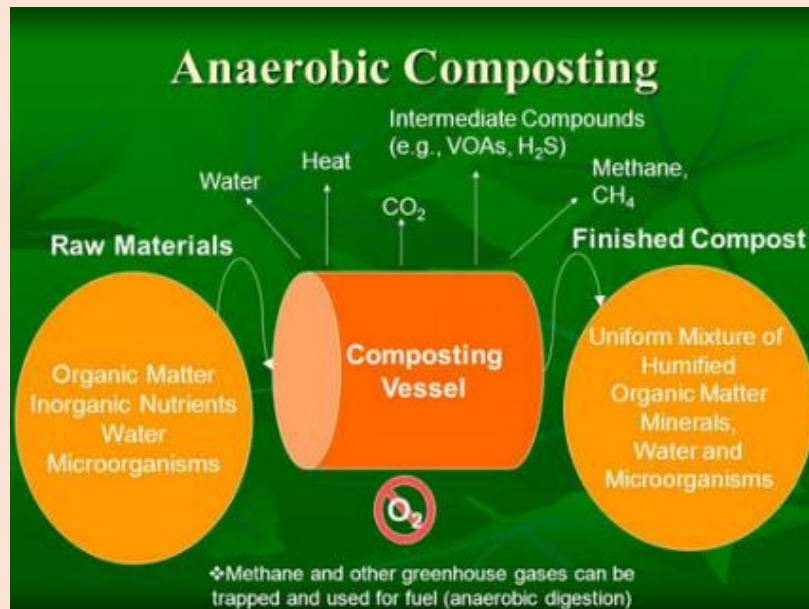 Anaerobic Composting
Intermediate Compounds
(e.g., VOAs, H₂S)
Heat
Water
CO₂
Methane,
CH₄
Raw Materials
Finished Compost
Organic Matter
Inorganic Nutrients
Water
Microorganisms
Composting
Vessel
Uniform Mixture of
Humified
Organic Matter
Minerals,
Water and
Microorganisms
O₂
❖Methane and other greenhouse gases can be
trapped and used for fuel (anaerobic digestion)